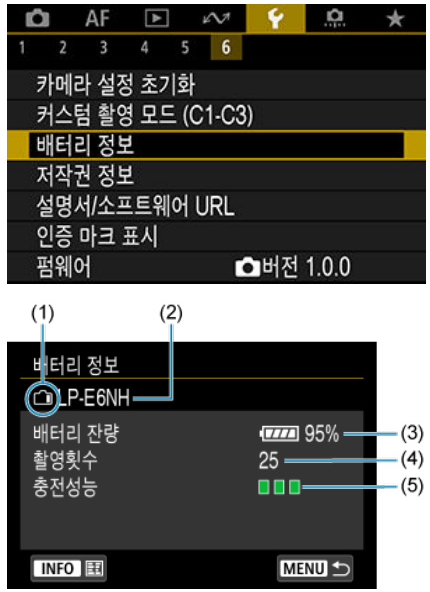 AF
1 2 3 4 5 6
카메라 설정 초기화
커스텀 촬영 모드 (C1-C3)
배터리 정보
저작권 정보
설명서/소프트웨어 URL
인증 마크 표시
펌웨어 버전 1.0.0
(1) (2)
배터리 정보
LP-E6NH
배터리 잔량 95% (3)
촬영횟수 25 (4)
충전성능 (5)
INFO MENU